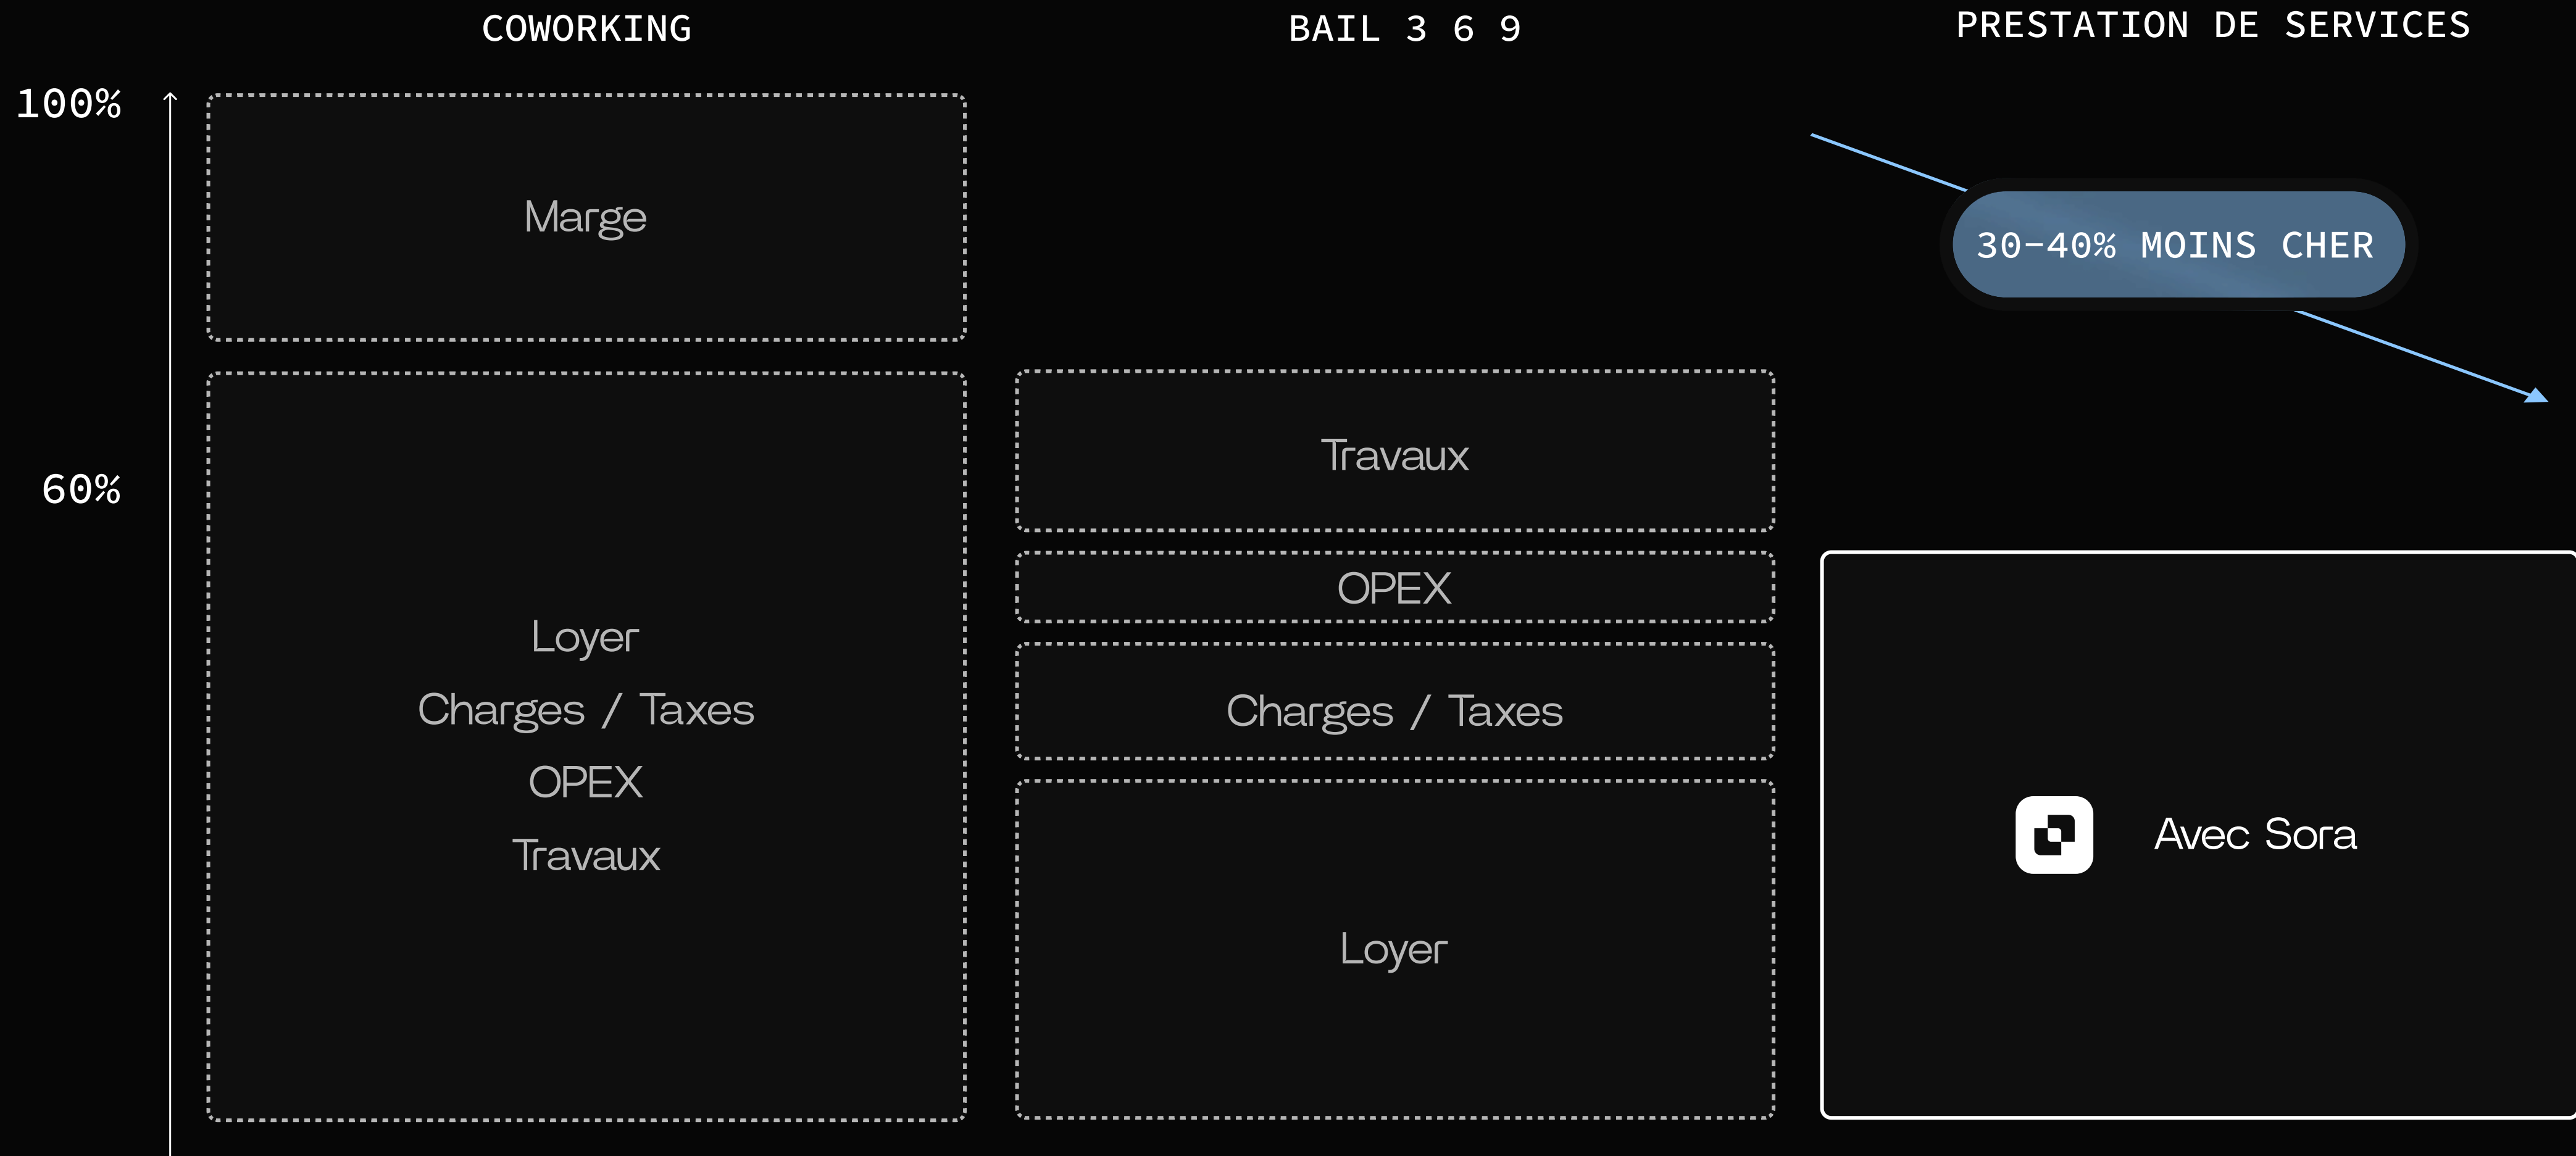 COWORKING
BAIL 3 6 9
PRESTATION DE SERVICES
100%
60%
Marge
Loyer
Charges / Taxes
OPEX
Travaux
Travaux
OPEX
Charges / Taxes
Loyer
30-40% MOINS CHER
Avec Sora